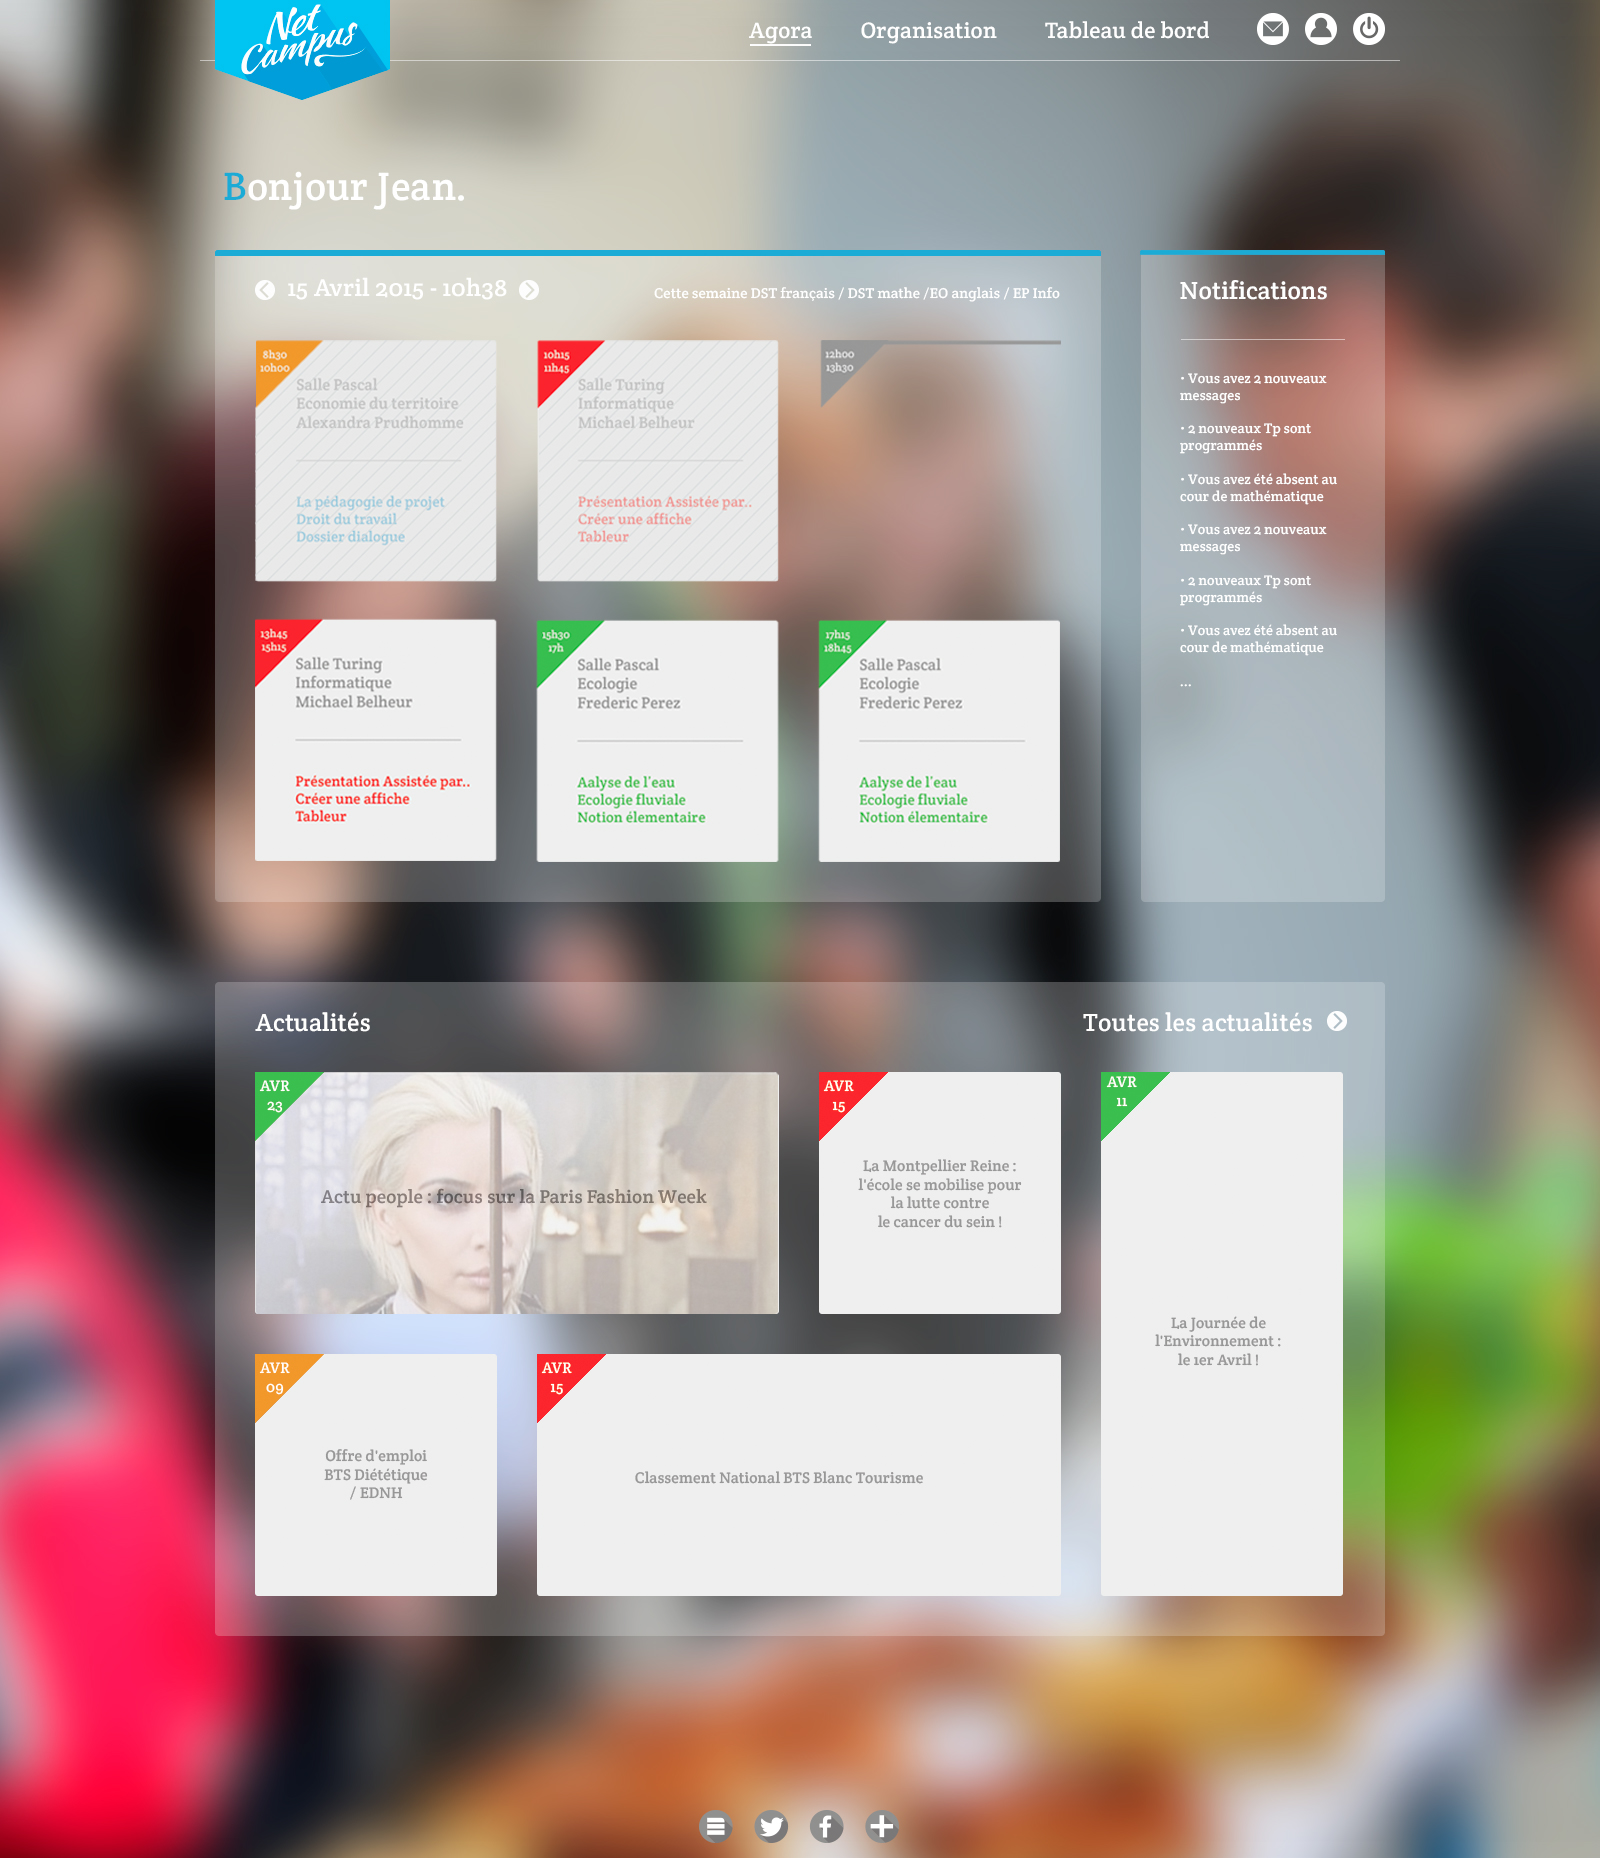 Net
Campus
Agora
Organisation
Tableau de bord
Bonjour Jean.
15 Avril 2015 - 10h38
Cette semaine DST français / DST mathe /EO anglais / EP Info
8h30
10h00
Salle Pascal
Economie du territoire
Alexandra Prudhomme
La pédagogie de projet
Droit du travail
Dossier dialogue
10h15
11h45
Salle Turing
Informatique
Michael Belheur
Présentation Assistée par..
Créer une affiche
Tableur
12h00
13h30
13h45
15h15
Salle Turing
Informatique
Michael Belheur
Présentation Assistée par..
Créer une affiche
Tableur
15h30
17h
Salle Pascal
Ecologie
Frederic Perez
Aalyse de l'eau
Ecologie fluviale
Notion élementaire
17h15
18h45
Salle Pascal
Ecologie
Frederic Perez
Aalyse de l'eau
Ecologie fluviale
Notion élementaire
Notifications
• Vous avez 2 nouveaux
messages
• 2 nouveaux Tp sont
programmés
• Vous avez été absent au
cour de mathématique
• Vous avez 2 nouveaux
messages
• 2 nouveaux Tp sont
programmés
• Vous avez été absent au
cour de mathématique
...
Actualités
Toutes les actualités
AVR
23
Actu people : focus sur la Paris Fashion Week
AVR
15
La Montpellier Reine :
l'école se mobilise pour
la lutte contre
le cancer du sein !
AVR
11
La Journée de
l'Environnement :
le 1er Avril !
AVR
09
Offre d'emploi
BTS Diététique
/ EDNH
AVR
15
Classement National BTS Blanc Tourisme